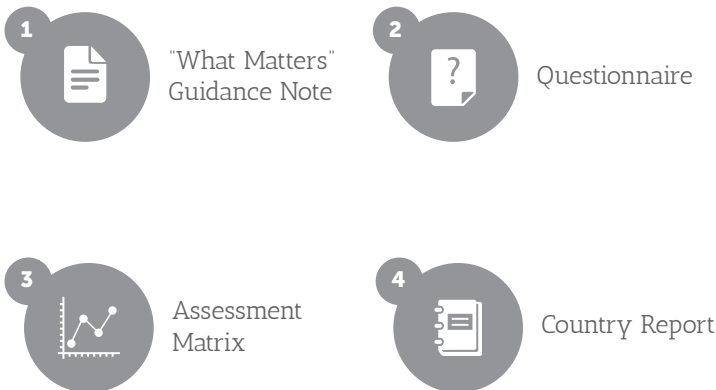 1
"What Matters"
Guidance Note
2
?
Questionnaire
3
Assessment
Matrix
4
Country Report